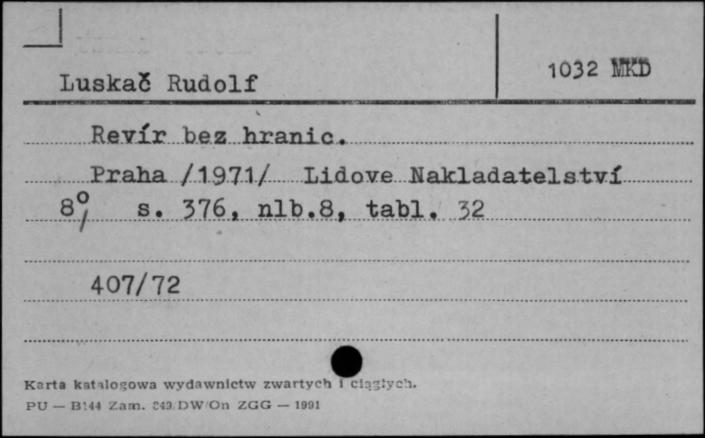 Luskač Rudolf
1032 MKD
Revír bez hranic.
Praha /1971/ Lidove Nakladatelství
8° s. 376, nlb.8, tabl. 32
407/72
Karta katalogowa wydawnictw zwartych i ciągłych.
PU — B144 Zam. 249/DW/On ZGG — 1991